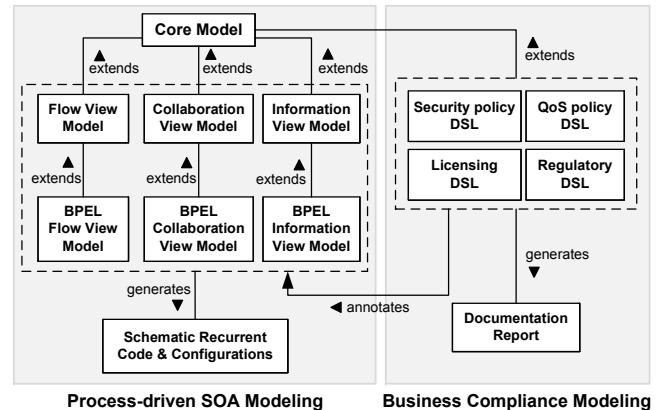 Core Model
extends
extends
extends
extends
Flow View
Model
Collaboration
View Model
Information
View Model
extends
extends
extends
BPEL
Flow View
Model
BPEL
Collaboration
View Model
BPEL
Information
View Model
generates
Schematic Recurrent
Code & Configurations
Security policy
DSL
QoS policy
DSL
Licensing
DSL
Regulatory
DSL
generates
annotates
Documentation
Report
Process-driven SOA Modeling
Business Compliance Modeling